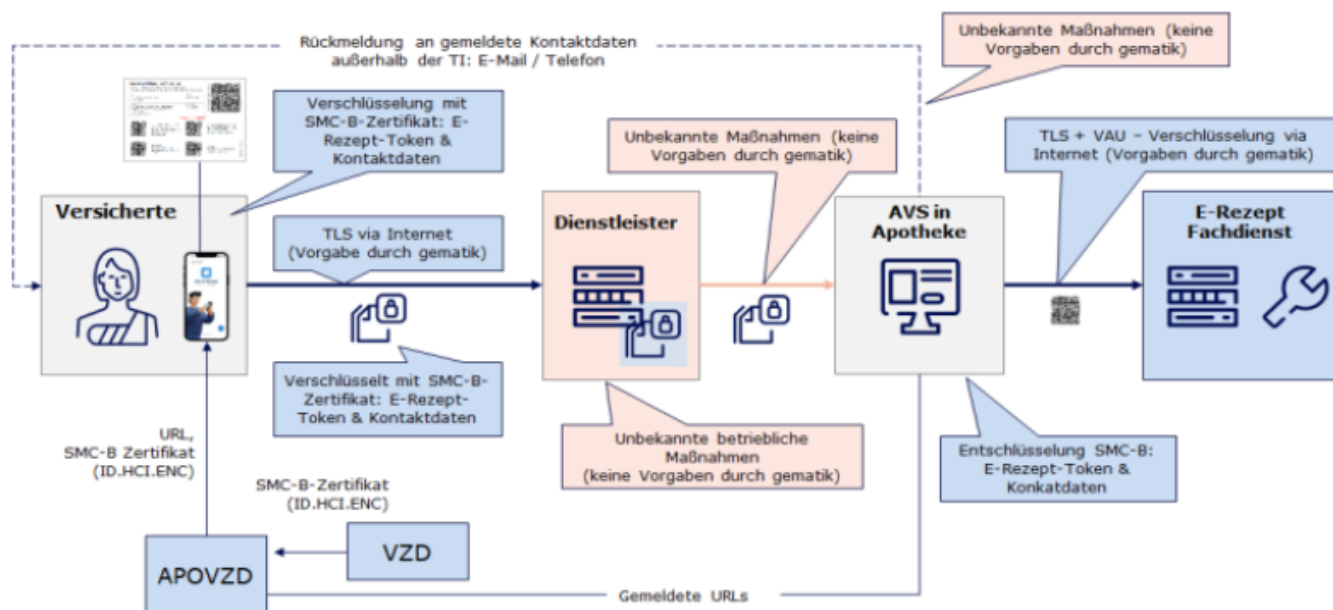 Rückmeldung an gemeldete Kontaktdaten
außerhalb der TI: E-Mail / Telefon
Unbekannte Maßnahmen (keine
Vorgaben durch gematik)
Verschlüsselung mit
SMC-B-Zertifikat: E-
Rezept-Token &
Kontaktdaten
Unbekannte Maßnahmen (keine
Vorgaben durch gematik)
TLS + VAU – Verschlüsselung via
Internet (Vorgaben durch gematik)
Versicherte
TLS via Internet
(Vorgabe durch gematik)
Dienstleister
AVS in
Apotheke
E-Rezept
Fachdienst
Verschlüsselt mit SMC-B-
Zertifikat: E-Rezept-
Token & Kontaktdaten
Unbekannte betriebliche
Maßnahmen
(keine Vorgaben durch gematik)
Entschlüsselung SMC-B:
E-Rezept-Token &
Konkatdaten
URL,
SMC-B Zertifikat
(ID.HCI.ENC)
SMC-B-Zertifikat
(ID.HCI.ENC)
VZD
APOVZD
Gemeldete URLs